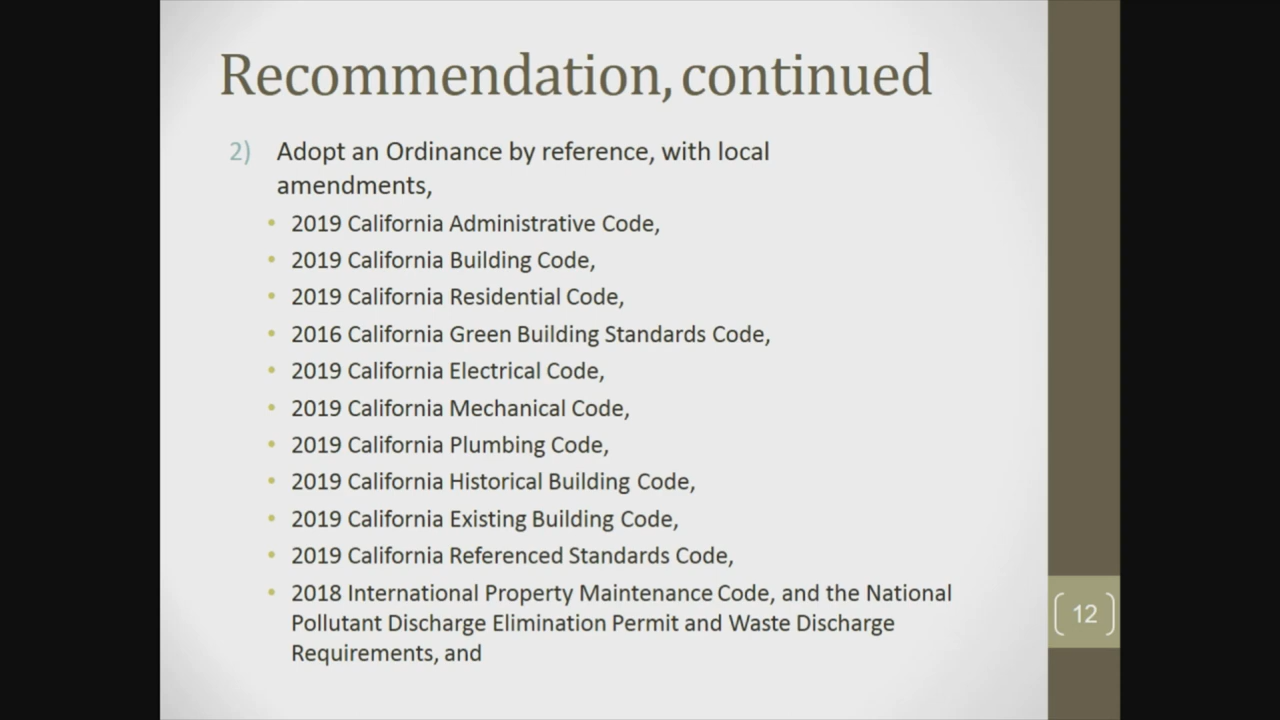 Recommendation, continued
2) Adopt an Ordinance by reference, with local
amendments,
• 2019 California Administrative Code,
• 2019 California Building Code,
• 2019 California Residential Code,
• 2016 California Green Building Standards Code,
• 2019 California Electrical Code,
• 2019 California Mechanical Code,
• 2019 California Plumbing Code,
• 2019 California Historical Building Code,
• 2019 California Existing Building Code,
• 2019 California Referenced Standards Code,
• 2018 International Property Maintenance Code, and the National
Pollutant Discharge Elimination Permit and Waste Discharge
Requirements, and
12